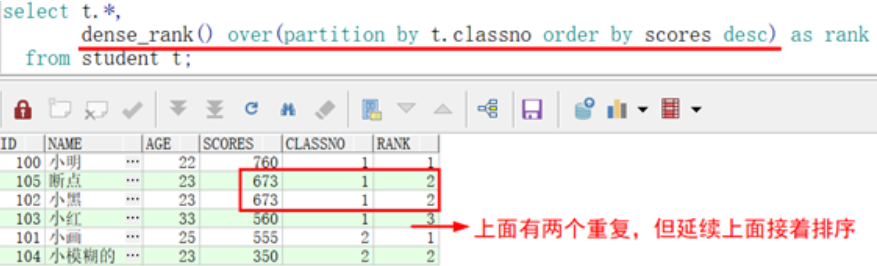 select t.*,
dense_rank() over(partition by t.classno order by scores desc) as rank
from student t;
ID NAME AGE SCORES CLASSNO RANK
100 小明 ... 22 760 1 1
105 断点 ... 23 673 1 2
102 小黑 ... 23 673 1 2
103 小红 ... 33 560 1 3
上面有两个重复，但延续上面接着排序
101 小画 ... 25 555 2 1
104 小模糊的 ... 23 350 2 2